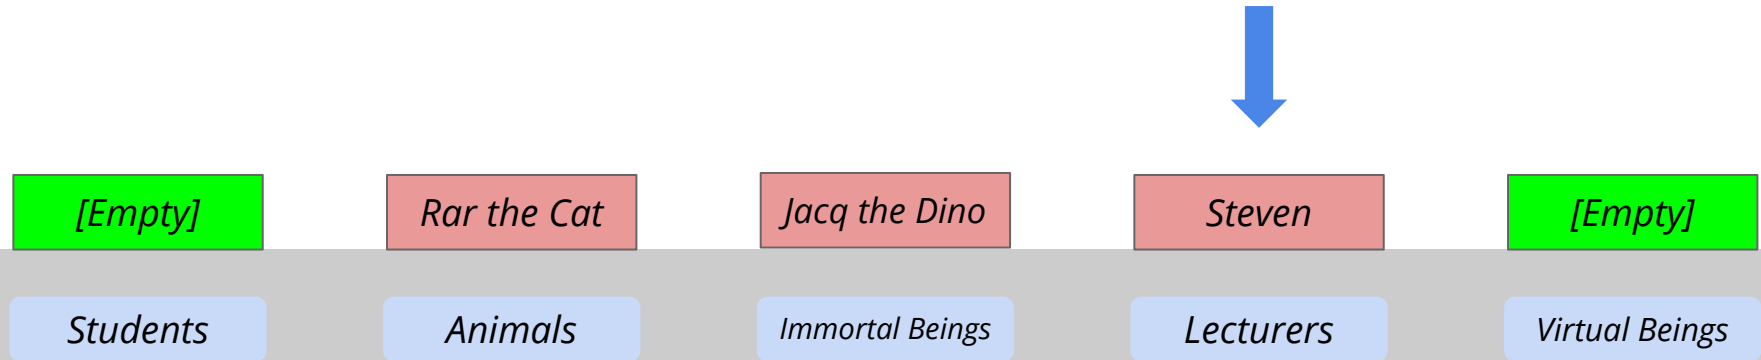 [Empty] Rar the Cat Jacq the Dino Steven [Empty]
Students Animals Immortal Beings Lecturers Virtual Beings